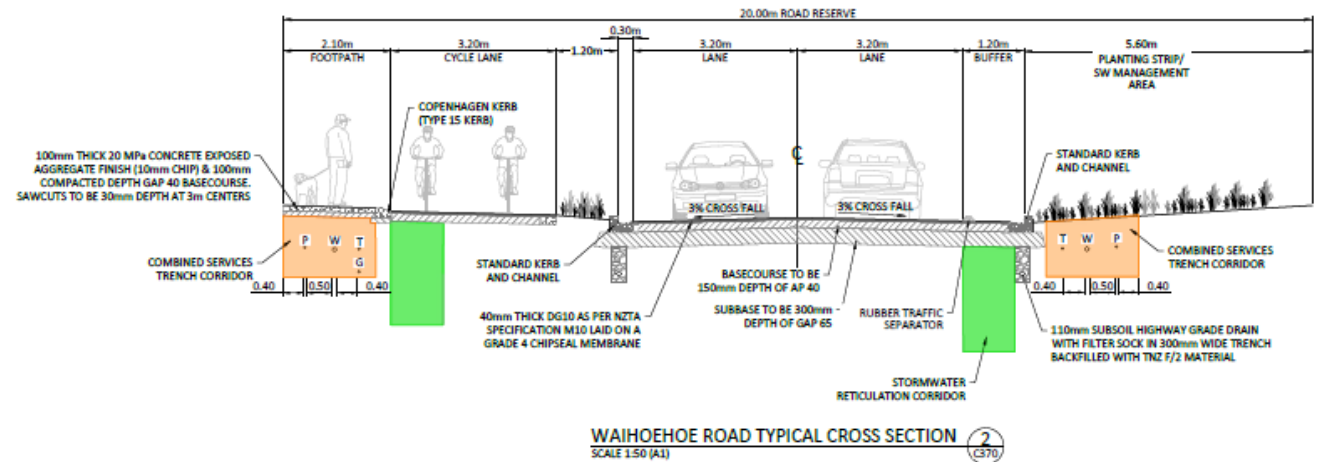 20.00m ROAD RESERVE
0.30m
2.10m
FOOTPATH
3.20m
CYCLE LANE
1.20m
3.20m
LANE
3.20m
LANE
1.20m
BUFFER
5.60m
PLANTING STRIP/
SW MANAGEMENT
AREA
COPENHAGEN KERB
(TYPE 15 KERB)
100mm THICK 20 MPa CONCRETE EXPOSED
AGGREGATE FINISH (10mm CHIP) & 100mm
COMPACTED DEPTH GAP 40 BASECOURSE.
SAWCUTS TO BE 30mm DEPTH AT 3m CENTERS
℄
STANDARD KERB
AND CHANNEL
3% CROSS FALL
3% CROSS FALL
P W T
G
T W P
COMBINED SERVICES
TRENCH CORRIDOR
STANDARD KERB
AND CHANNEL
BASECOURSE TO BE
150mm DEPTH OF AP 40
COMBINED SERVICES
TRENCH CORRIDOR
0.40 0.50 0.40
0.40 0.50 0.40
40mm THICK DG10 AS PER NZTA
SPECIFICATION M10 LAID ON A
GRADE 4 CHIPSEAL MEMBRANE
SUBBASE TO BE 300mm
DEPTH OF GAP 65
RUBBER TRAFFIC
SEPARATOR
110mm SUBSOIL HIGHWAY GRADE DRAIN
WITH FILTER SOCK IN 300mm WIDE TRENCH
BACKFILLED WITH TNZ F/2 MATERIAL
STORMWATER
RETICULATION CORRIDOR
WAIHOEHOE ROAD TYPICAL CROSS SECTION
SCALE 1:50 (A1)
2
C370